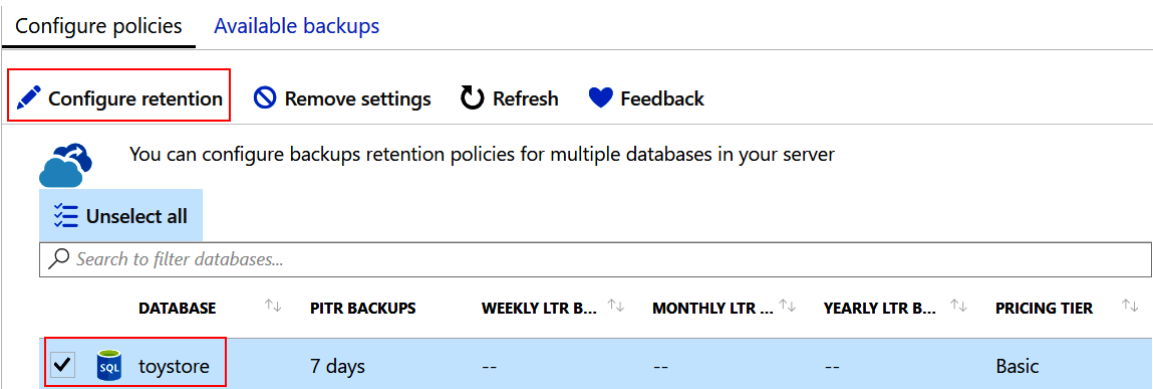 Configure policies Available backups
Configure retention Remove settings Refresh Feedback
You can configure backups retention policies for multiple databases in your server
Unselect all
Search to filter databases...
DATABASE PITR BACKUPS WEEKLY LTR B... MONTHLY LTR ... YEARLY LTR B... PRICING TIER
SQL toystore 7 days -- -- -- Basic